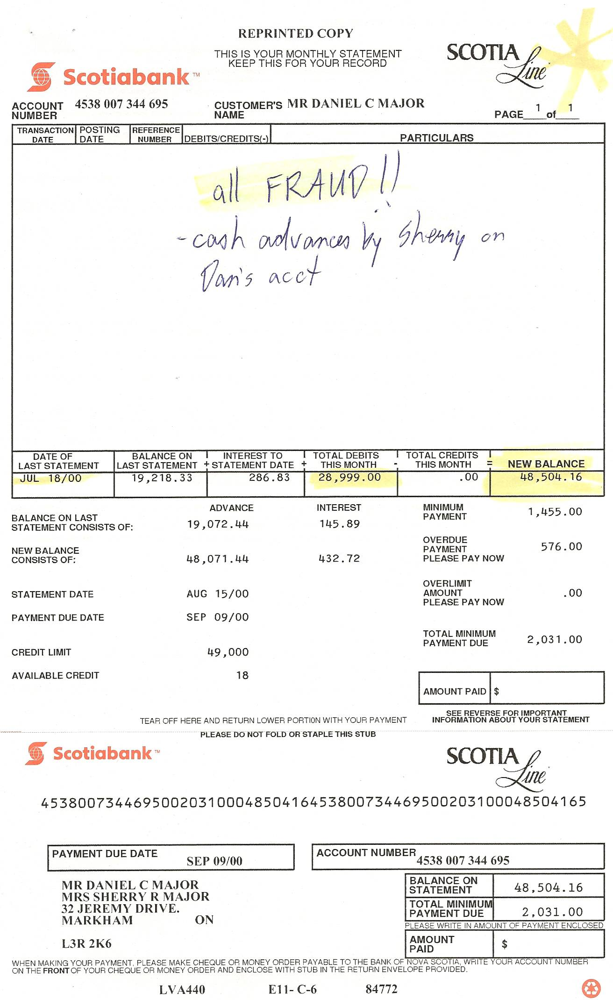 REPRINTED COPY
THIS IS YOUR MONTHLY STATEMENT
KEEP THIS FOR YOUR RECORD
Scotiabank™
SCOTIA
Line
ACCOUNT NUMBER 4538 007 344 695
CUSTOMER'S NAME MR DANIEL C MAJOR
PAGE 1 of 1
TRANSACTION DATE POSTING DATE REFERENCE NUMBER DEBITS/CREDITS(-) PARTICULARS
all FRAUD!!
- cash advances by Sherry on
Dan's acct
DATE OF LAST STATEMENT BALANCE ON LAST STATEMENT + INTEREST TO STATEMENT DATE + TOTAL DEBITS THIS MONTH - TOTAL CREDITS THIS MONTH = NEW BALANCE
JUL 18/00 19,218.33 286.83 28,999.00 .00 48,504.16
ADVANCE INTEREST
BALANCE ON LAST
STATEMENT CONSISTS OF: 19,072.44 145.89
NEW BALANCE
CONSISTS OF: 48,071.44 432.72
STATEMENT DATE AUG 15/00
PAYMENT DUE DATE SEP 09/00
CREDIT LIMIT 49,000
AVAILABLE CREDIT 18
MINIMUM
PAYMENT 1,455.00
OVERDUE
PAYMENT 576.00
PLEASE PAY NOW
OVERLIMIT
AMOUNT .00
PLEASE PAY NOW
TOTAL MINIMUM
PAYMENT DUE 2,031.00
AMOUNT PAID $
SEE REVERSE FOR IMPORTANT
INFORMATION ABOUT YOUR STATEMENT
TEAR OFF HERE AND RETURN LOWER PORTION WITH YOUR PAYMENT
PLEASE DO NOT FOLD OR STAPLE THIS STUB
Scotiabank™
SCOTIA
Line
45380073446950020310004850416453800734469500203100048504165
PAYMENT DUE DATE SEP 09/00
ACCOUNT NUMBER 4538 007 344 695
MR DANIEL C MAJOR
MRS SHERRY R MAJOR
32 JEREMY DRIVE.
MARKHAM ON
L3R 2K6
BALANCE ON
STATEMENT 48,504.16
TOTAL MINIMUM
PAYMENT DUE 2,031.00
PLEASE WRITE IN AMOUNT OF PAYMENT ENCLOSED
AMOUNT
PAID $
WHEN MAKING YOUR PAYMENT, PLEASE MAKE CHEQUE OR MONEY ORDER PAYABLE TO THE BANK OF NOVA SCOTIA, WRITE YOUR ACCOUNT NUMBER
ON THE FRONT OF YOUR CHEQUE OR MONEY ORDER AND ENCLOSE WITH STUB IN THE RETURN ENVELOPE PROVIDED.
LVA440 E11- C-6 84772